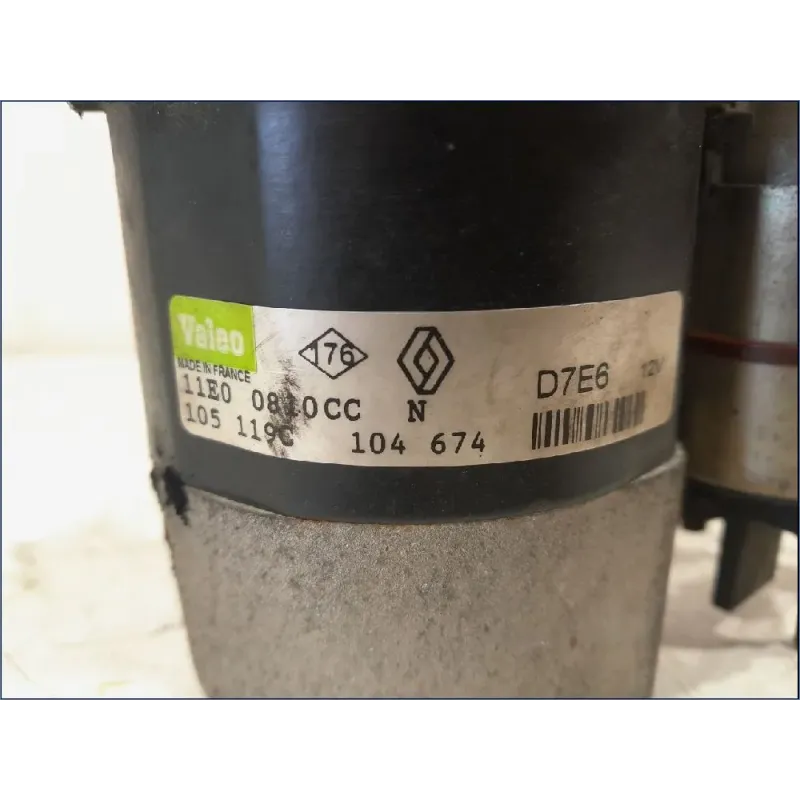 Valeo
MADE IN FRANCE
176
11E0 0810CC N
105 119C 104 674
D7E6 12V